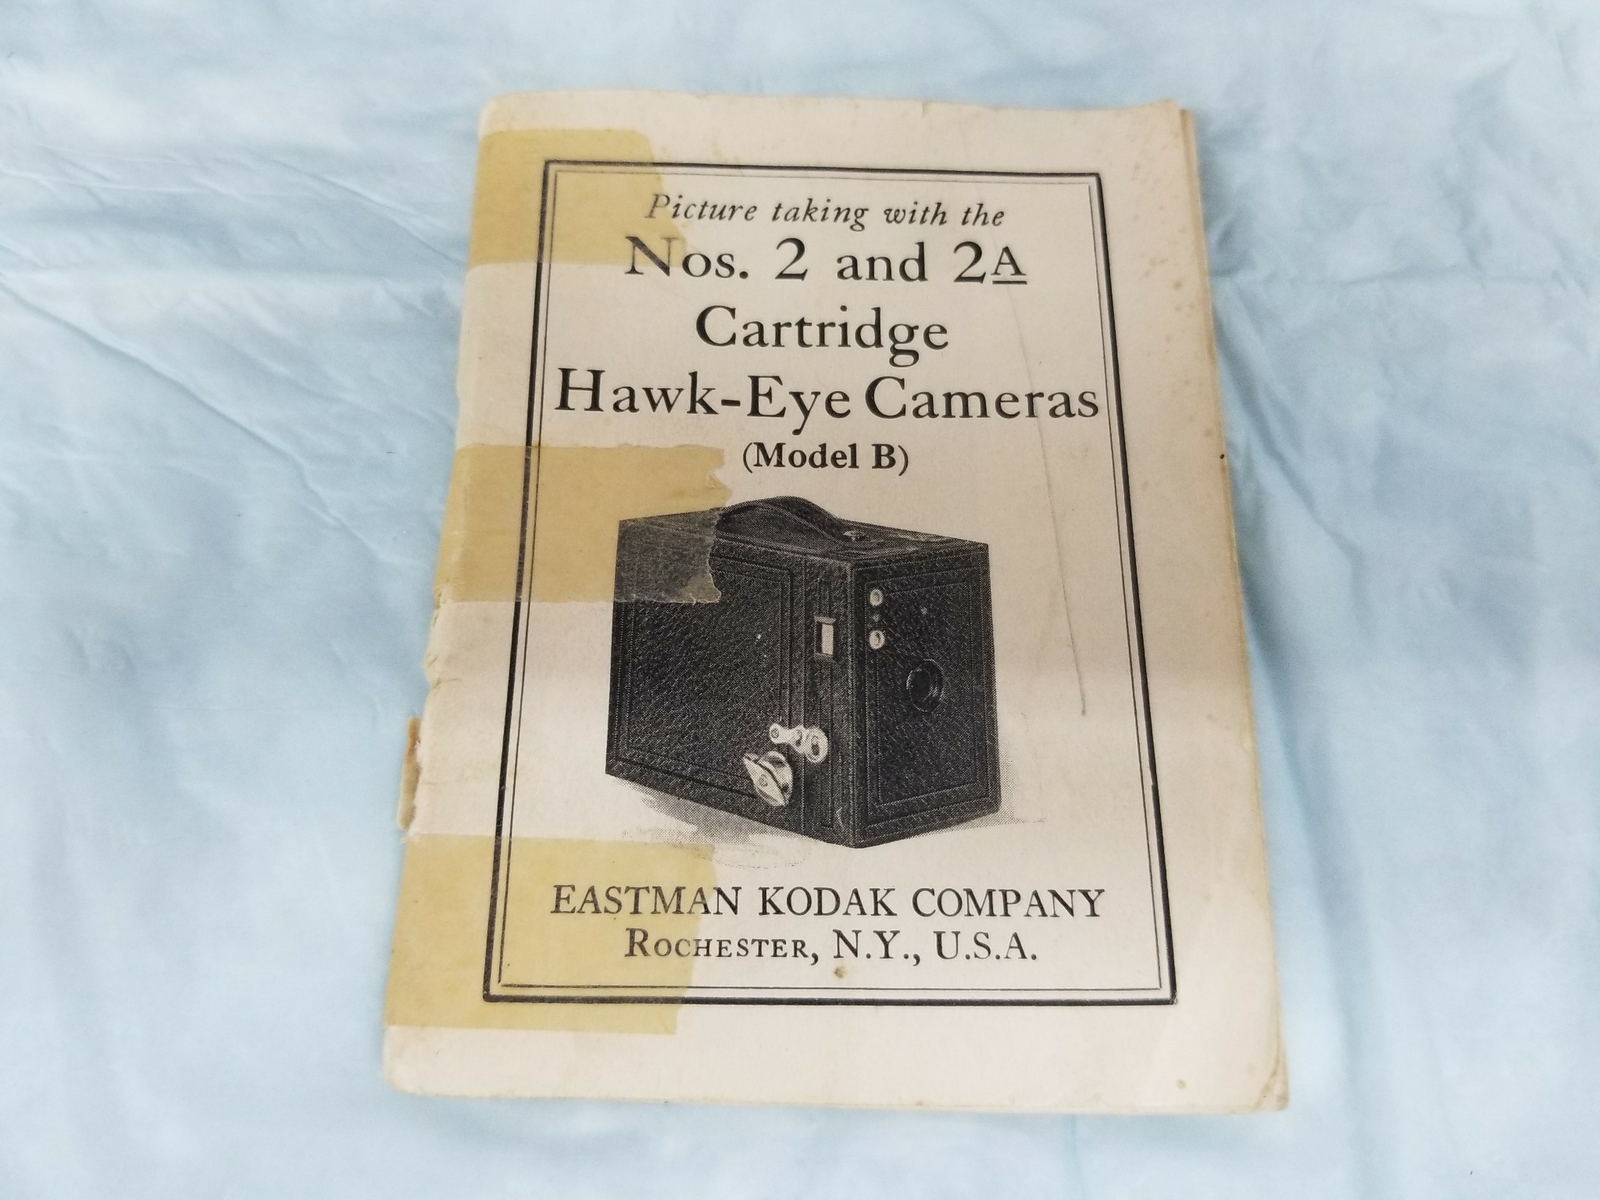 Picture taking with the
Nos. 2 and 2A
Cartridge
Hawk-Eye Cameras
(Model B)
EASTMAN KODAK COMPANY
ROCHESTER, N.Y., U.S.A.